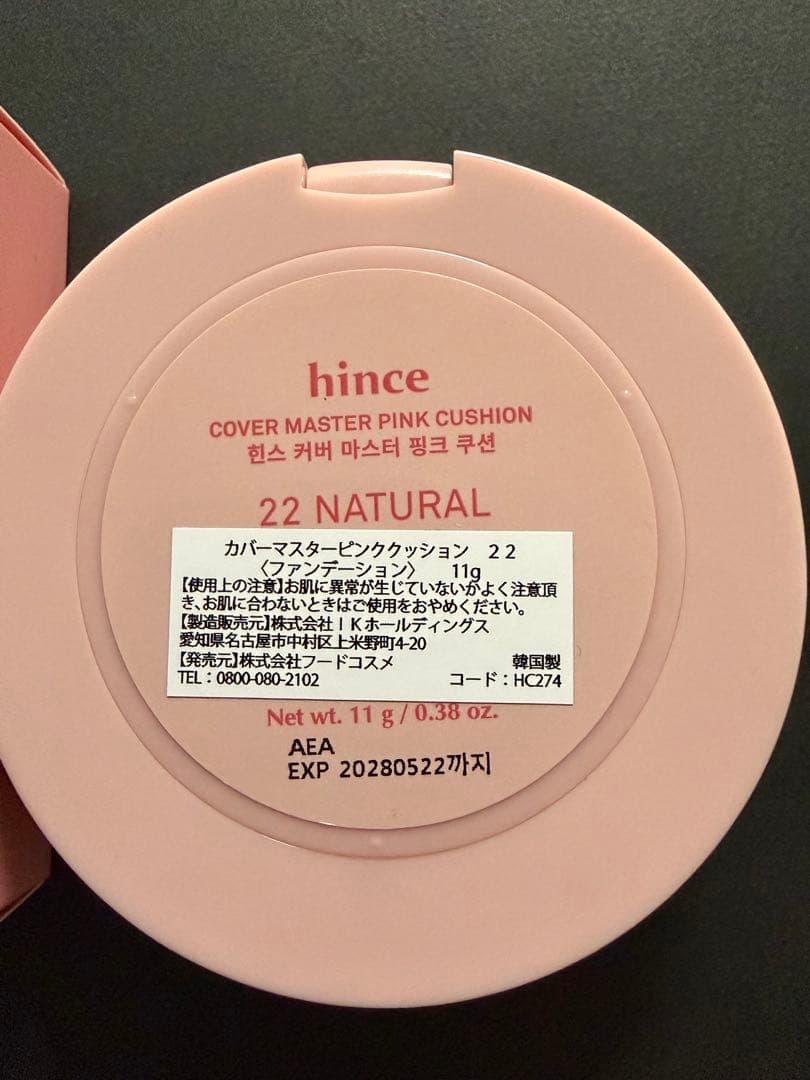 hince
COVER MASTER PINK CUSHION
힌스 커버 마스터 핑크 쿠션
22 NATURAL
カバーマスターピンククッション　２２
〈ファンデーション〉　11g
【使用上の注意】お肌に異常が生じていないかよく注意頂
き、お肌に合わないときはご使用をおやめください。
【製造販売元】株式会社ＩＫホールディングス
愛知県名古屋市中村区上米野町4-20
【発売元】株式会社フードコスメ　韓国製
TEL：0800-080-2102　コード：HC274
Net wt. 11 g / 0.38 oz.
AEA
EXP 20280522까지